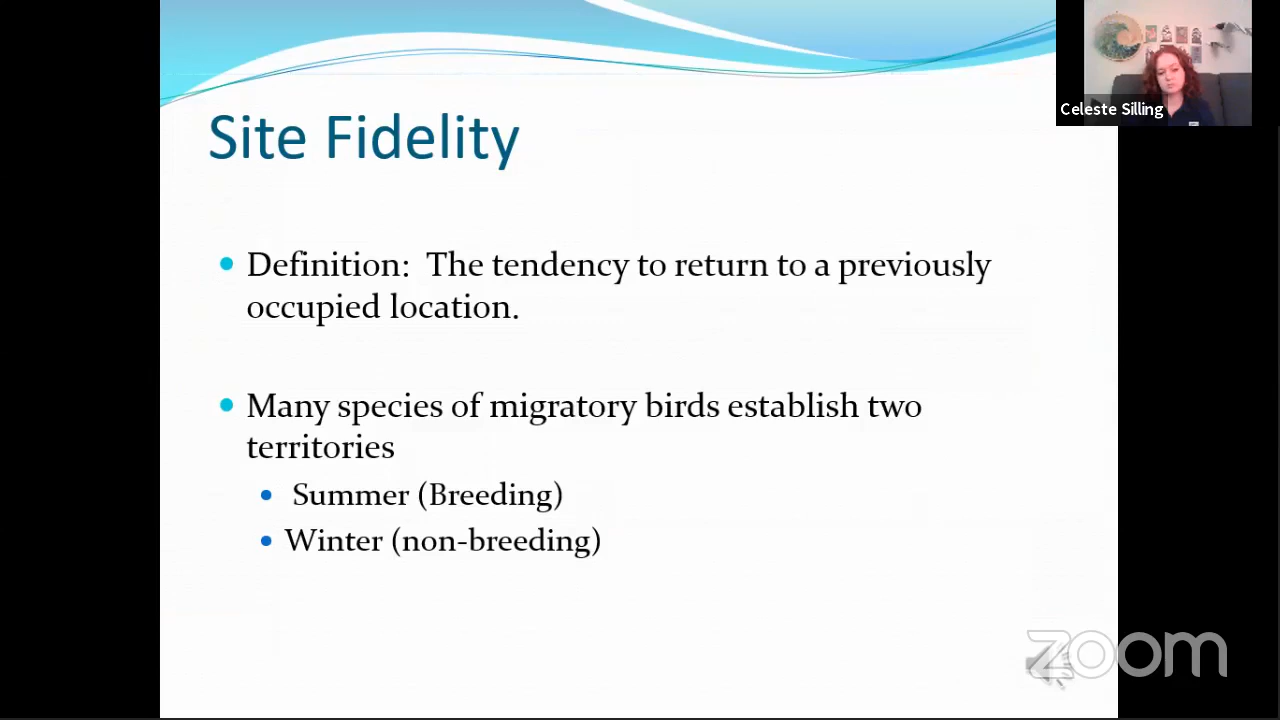 Site Fidelity
Celeste Silling
Definition:  The tendency to return to a previously
occupied location.
Many species of migratory birds establish two
territories
Summer (Breeding)
Winter (non-breeding)
zoom